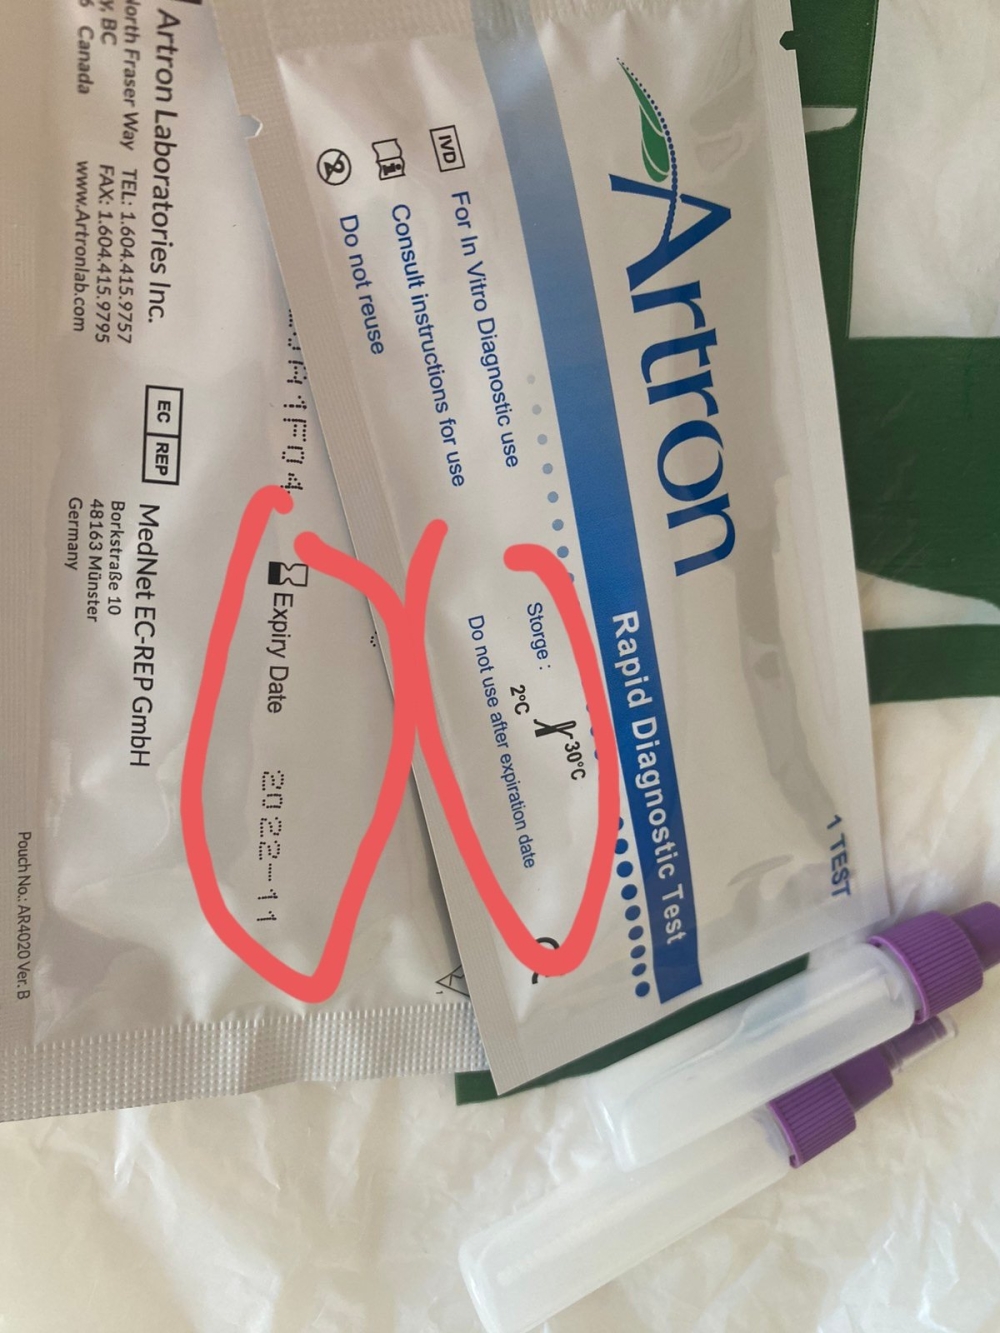 Artron
Rapid Diagnostic Test
1 TEST
IVD
For In Vitro Diagnostic use
Consult instructions for use
Do not reuse
Storge :
2°C
30°C
Do not use after expiration date
Expiry Date
2022-11
Artron Laboratories Inc.
North Fraser Way
BC
Canada
TEL: 1.604.415.9757
FAX: 1.604.415.9795
www.Artronlab.com
EC REP
MedNet EC-REP GmbH
Borkstraße 10
48163 Münster
Germany
Pouch No.: AR4020 Ver. B